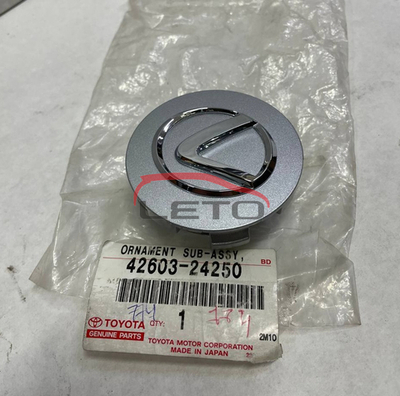 LETO
ORNAMENT SUB-ASSY,
BD
42603-24250
TOYOTA
GENUINE PARTS
QTY:
1
2M10
TOYOTA MOTOR CORPORATION
MADE IN JAPAN